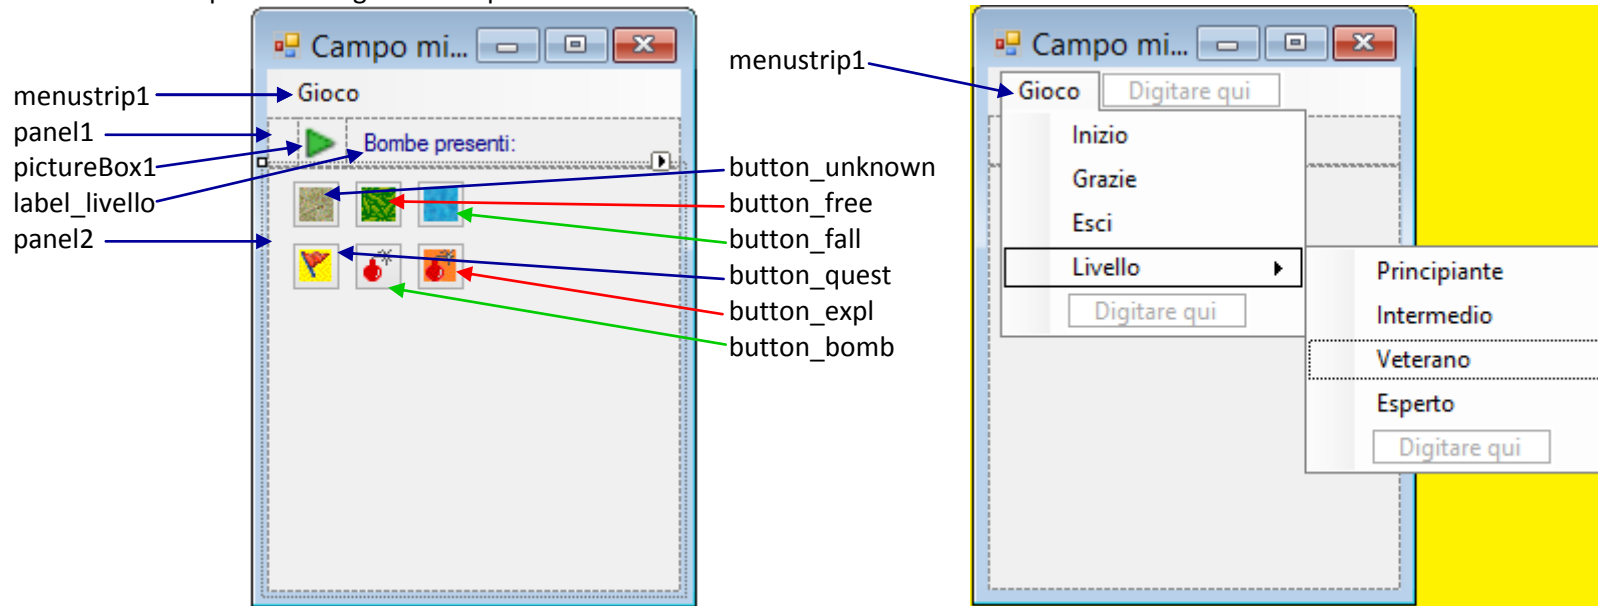 Campo mi...
Gioco
menustrip1
panel1
pictureBox1
label_livello
panel2
Bombe presenti:
button_unknown
button_free
button_fall
button_quest
button_expl
button_bomb
menustrip1
Campo mi...
Gioco
Digitare qui
Inizio
Grazie
Esci
Livello
Digitare qui
Principiante
Intermedio
Veterano
Esperto
Digitare qui